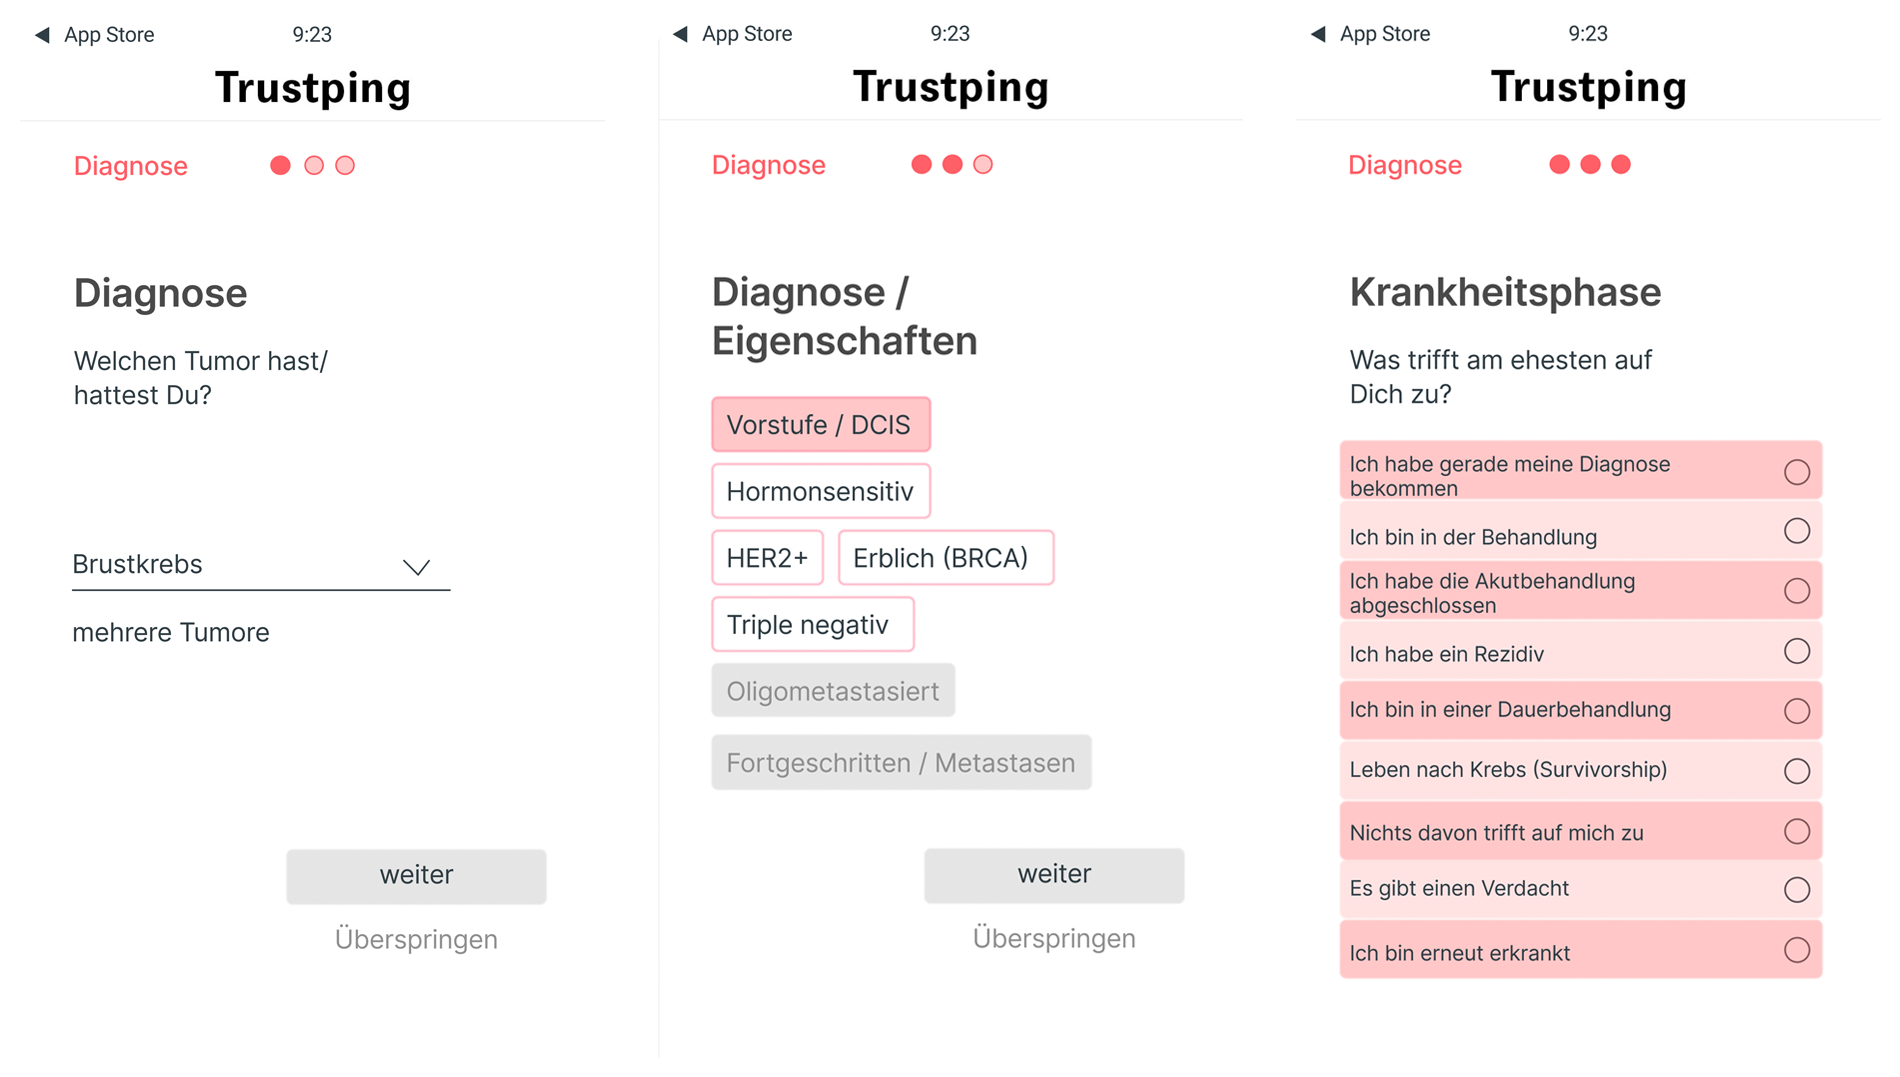 App Store
9:23
Trustping
Diagnose
Diagnose
Welchen Tumor hast/
hattest Du?
Brustkrebs
mehrere Tumore
weiter
Überspringen
App Store
9:23
Trustping
Diagnose
Diagnose /
Eigenschaften
Vorstufe / DCIS
Hormonsensitiv
HER2+
Erblich (BRCA)
Triple negativ
Oligometastasiert
Fortgeschritten / Metastasen
weiter
Überspringen
App Store
9:23
Trustping
Diagnose
Krankheitsphase
Was trifft am ehesten auf
Dich zu?
Ich habe gerade meine Diagnose
bekommen
Ich bin in der Behandlung
Ich habe die Akutbehandlung
abgeschlossen
Ich habe ein Rezidiv
Ich bin in einer Dauerbehandlung
Leben nach Krebs (Survivorship)
Nichts davon trifft auf mich zu
Es gibt einen Verdacht
Ich bin erneut erkrankt